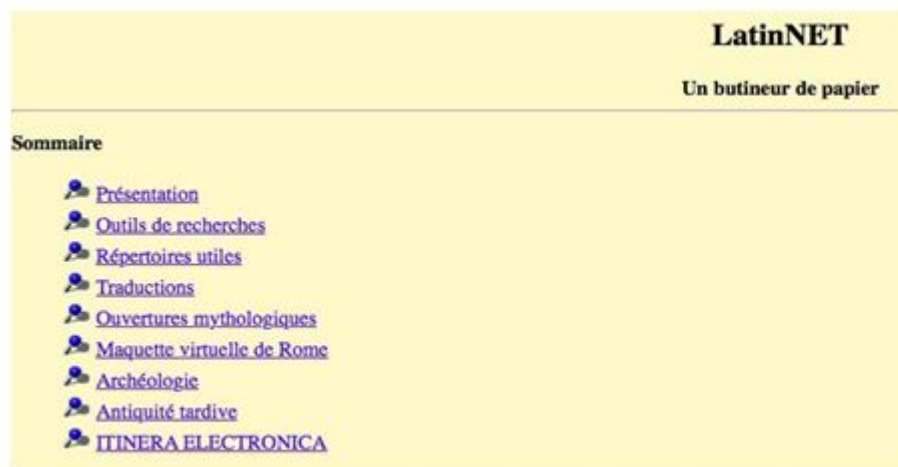 LatinNET
Un butineur de papier
Sommaire
Présentation
Outils de recherches
Répertoires utiles
Traductions
Ouvertures mythologiques
Maquette virtuelle de Rome
Archéologie
Antiquité tardive
ITINERA ELECTRONICA